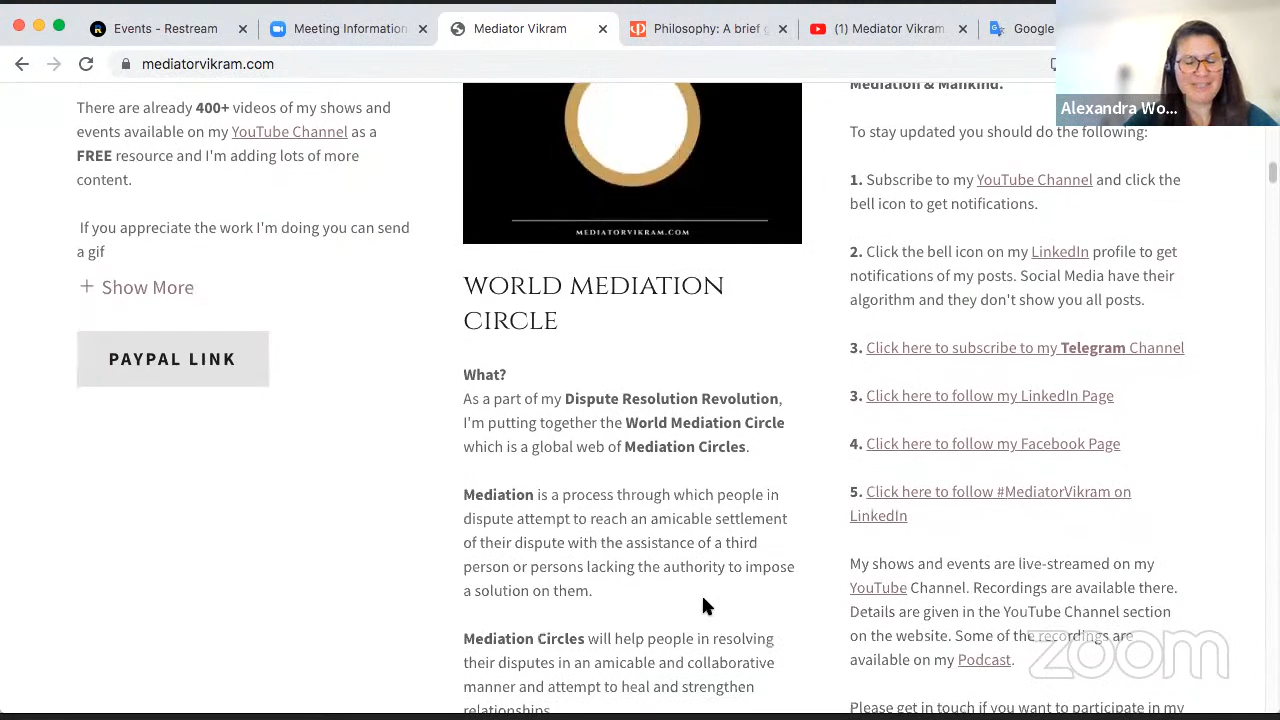 Events - Restream
Meeting Information
Mediator Vikram
Philosophy: A brief
(1) Mediator Vikram
Google
mediatorvikram.com
Alexandra Wo...
There are already 400+ videos of my shows and
events available on my YouTube Channel as a
FREE resource and I'm adding lots of more
content.
If you appreciate the work I'm doing you can send
a gif
+ Show More
PAYPAL LINK
MEDIATORVIKRAM.COM
WORLD MEDIATION
CIRCLE
What?
As a part of my Dispute Resolution Revolution,
I'm putting together the World Mediation Circle
which is a global web of Mediation Circles.
Mediation is a process through which people in
dispute attempt to reach an amicable settlement
of their dispute with the assistance of a third
person or persons lacking the authority to impose
a solution on them.
Mediation Circles will help people in resolving
their disputes in an amicable and collaborative
manner and attempt to heal and strengthen
relationships.
Mediation & Mankind.
To stay updated you should do the following:
1. Subscribe to my YouTube Channel and click the
bell icon to get notifications.
2. Click the bell icon on my LinkedIn profile to get
notifications of my posts. Social Media have their
algorithm and they don't show you all posts.
3. Click here to subscribe to my Telegram Channel
3. Click here to follow my LinkedIn Page
4. Click here to follow my Facebook Page
5. Click here to follow #MediatorVikram on
LinkedIn
My shows and events are live-streamed on my
YouTube Channel. Recordings are available there.
Details are given in the YouTube Channel section
on the website. Some of the recordings are
available on my Podcast.
Please get in touch if you want to participate in my
zoom